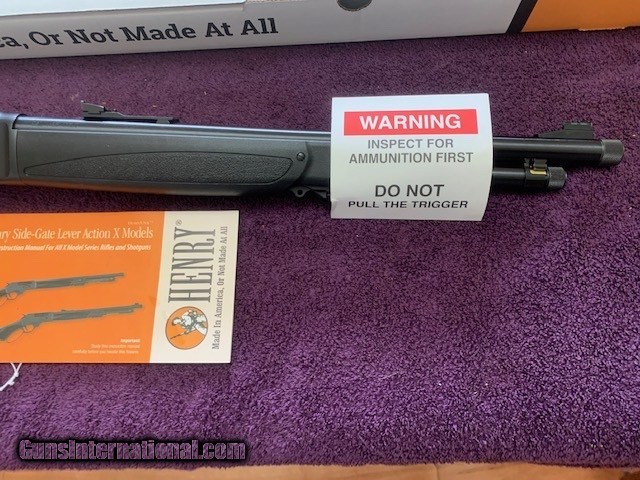 ca, Or Not Made At All
WARNING
INSPECT FOR
AMMUNITION FIRST
DO NOT
PULL THE TRIGGER
ry Side-Gate Lever Action X Models
struction Manual For All X Model Series Rifles and Shotguns
HENRY®
Made In America, Or Not Made At All
GunsInternational.com